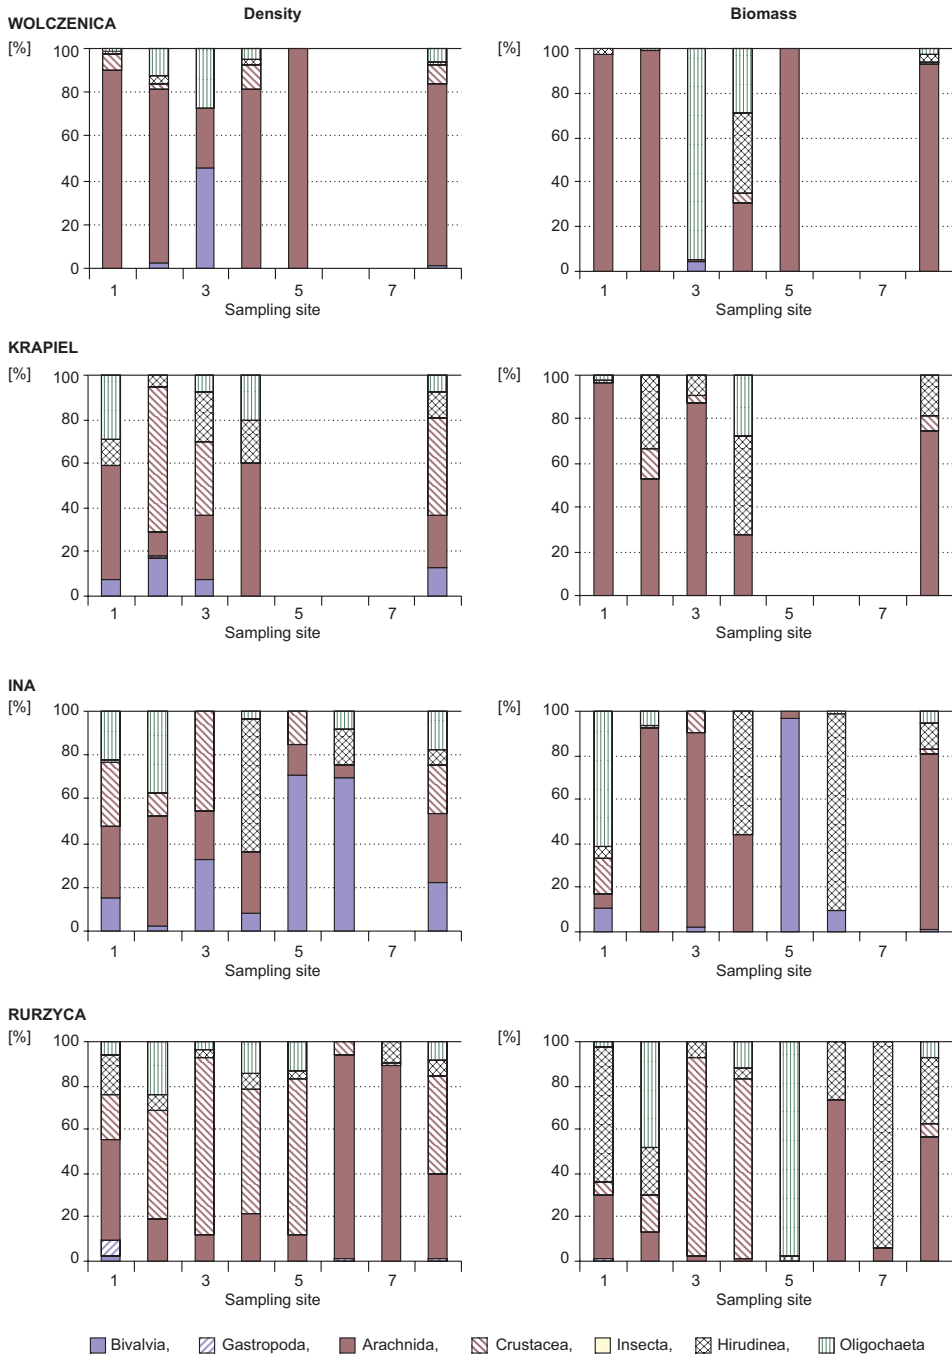 Density Biomass
WOLCZENICA
[%] [%]
100 100
80 80
60 60
40 40
20 20
0 0
1 3 5 7 1 3 5 7
Sampling site Sampling site
KRAPIEL
[%] [%]
100 100
80 80
60 60
40 40
20 20
0 0
1 3 5 7 1 3 5 7
Sampling site Sampling site
INA
[%] [%]
100 100
80 80
60 60
40 40
20 20
0 0
1 3 5 7 1 3 5 7
Sampling site Sampling site
RURZYCA
[%] [%]
100 100
80 80
60 60
40 40
20 20
0 0
1 3 5 7 1 3 5 7
Sampling site Sampling site
Bivalvia, Gastropoda, Arachnida, Crustacea, Insecta, Hirudinea, Oligochaeta